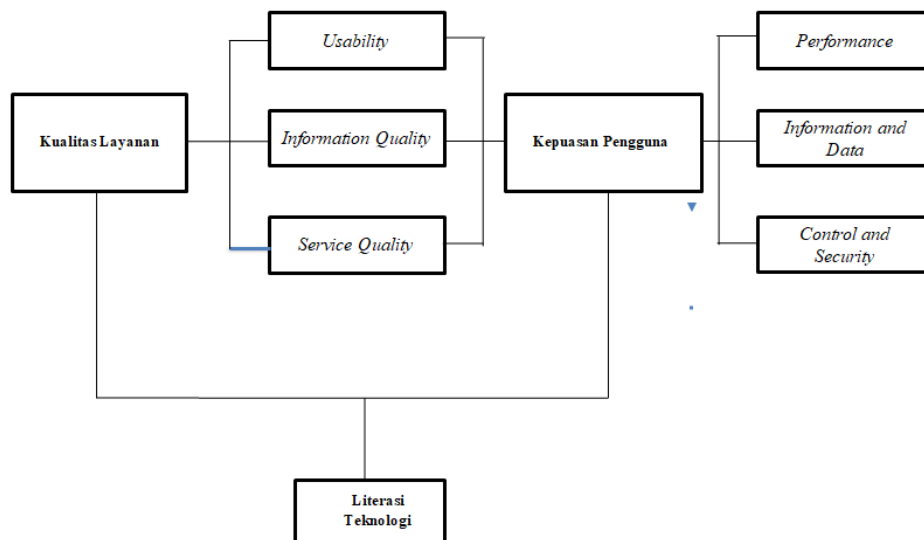 Usability
Performance
Kualitas Layanan
Information Quality
Kepuasan Pengguna
Information and
Data
Service Quality
Control and
Security
Literasi
Teknologi